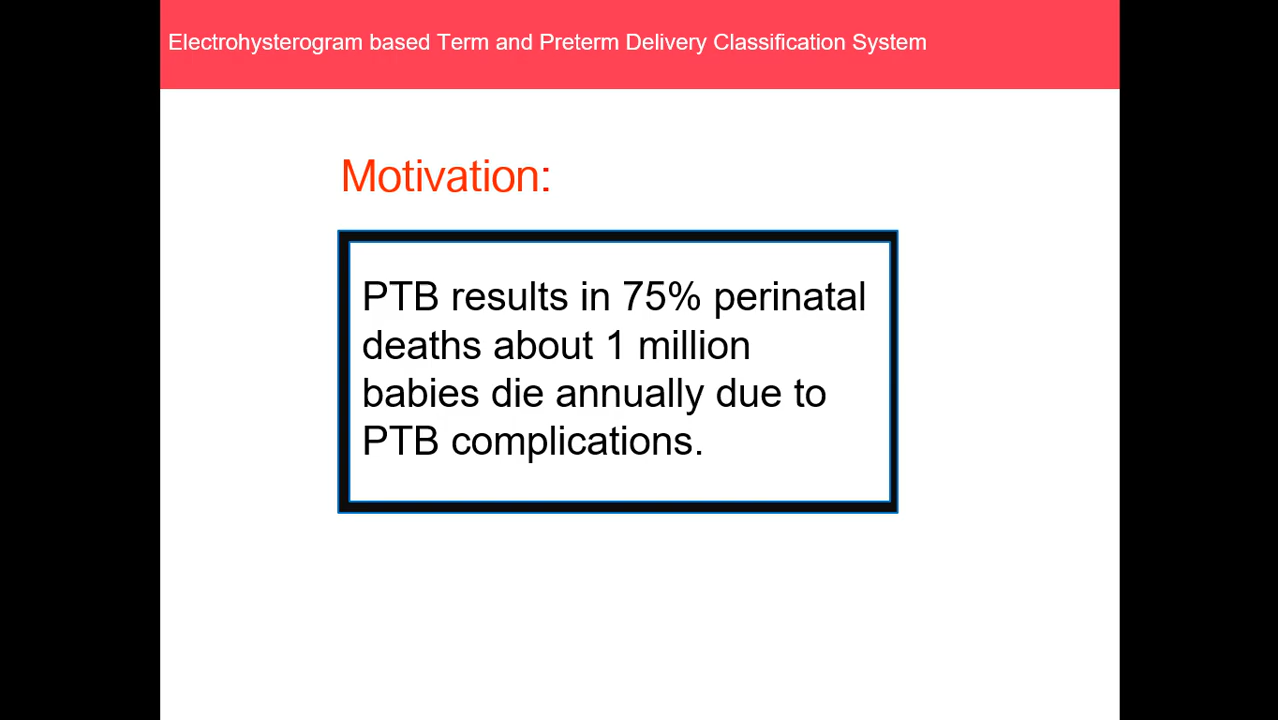 Electrohysterogram based Term and Preterm Delivery Classification System
Motivation:
PTB results in 75% perinatal
deaths about 1 million
babies die annually due to
PTB complications.